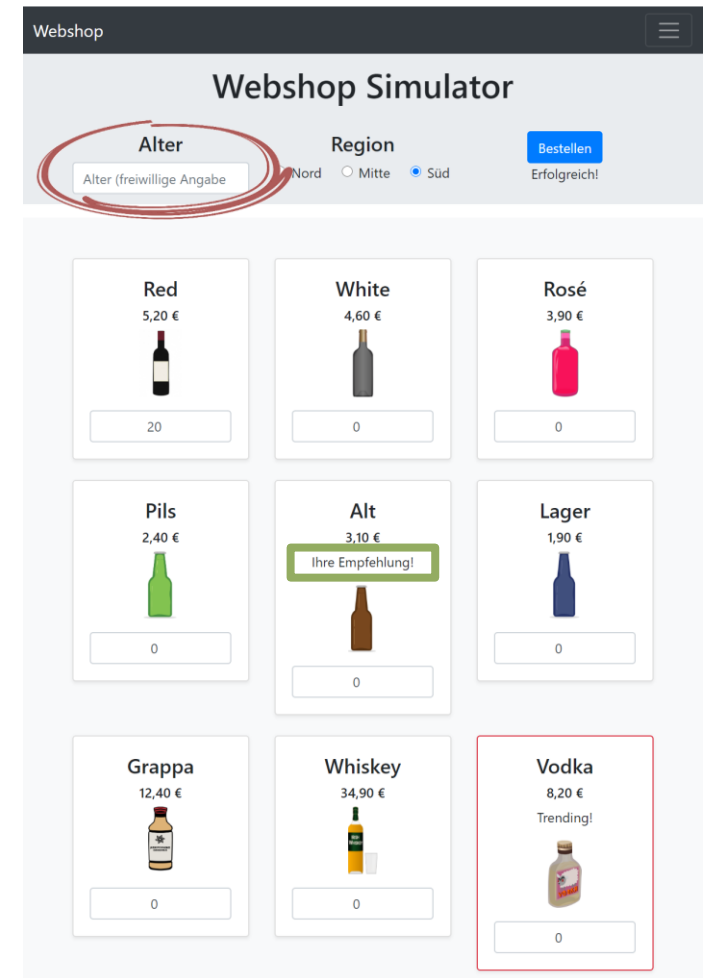 Webshop
Webshop Simulator
Alter Region Bestellen
Alter (freiwillige Angabe Nord Mitte Süd Erfolgreich!
Red White Rosé
5,20 € 4,60 € 3,90 €
20 0 0
Pils Alt Lager
2,40 € 3,10 € 1,90 €
Ihre Empfehlung!
0 0 0
Grappa Whiskey Vodka
12,40 € 34,90 € 8,20 €
Trending!
0 0 0